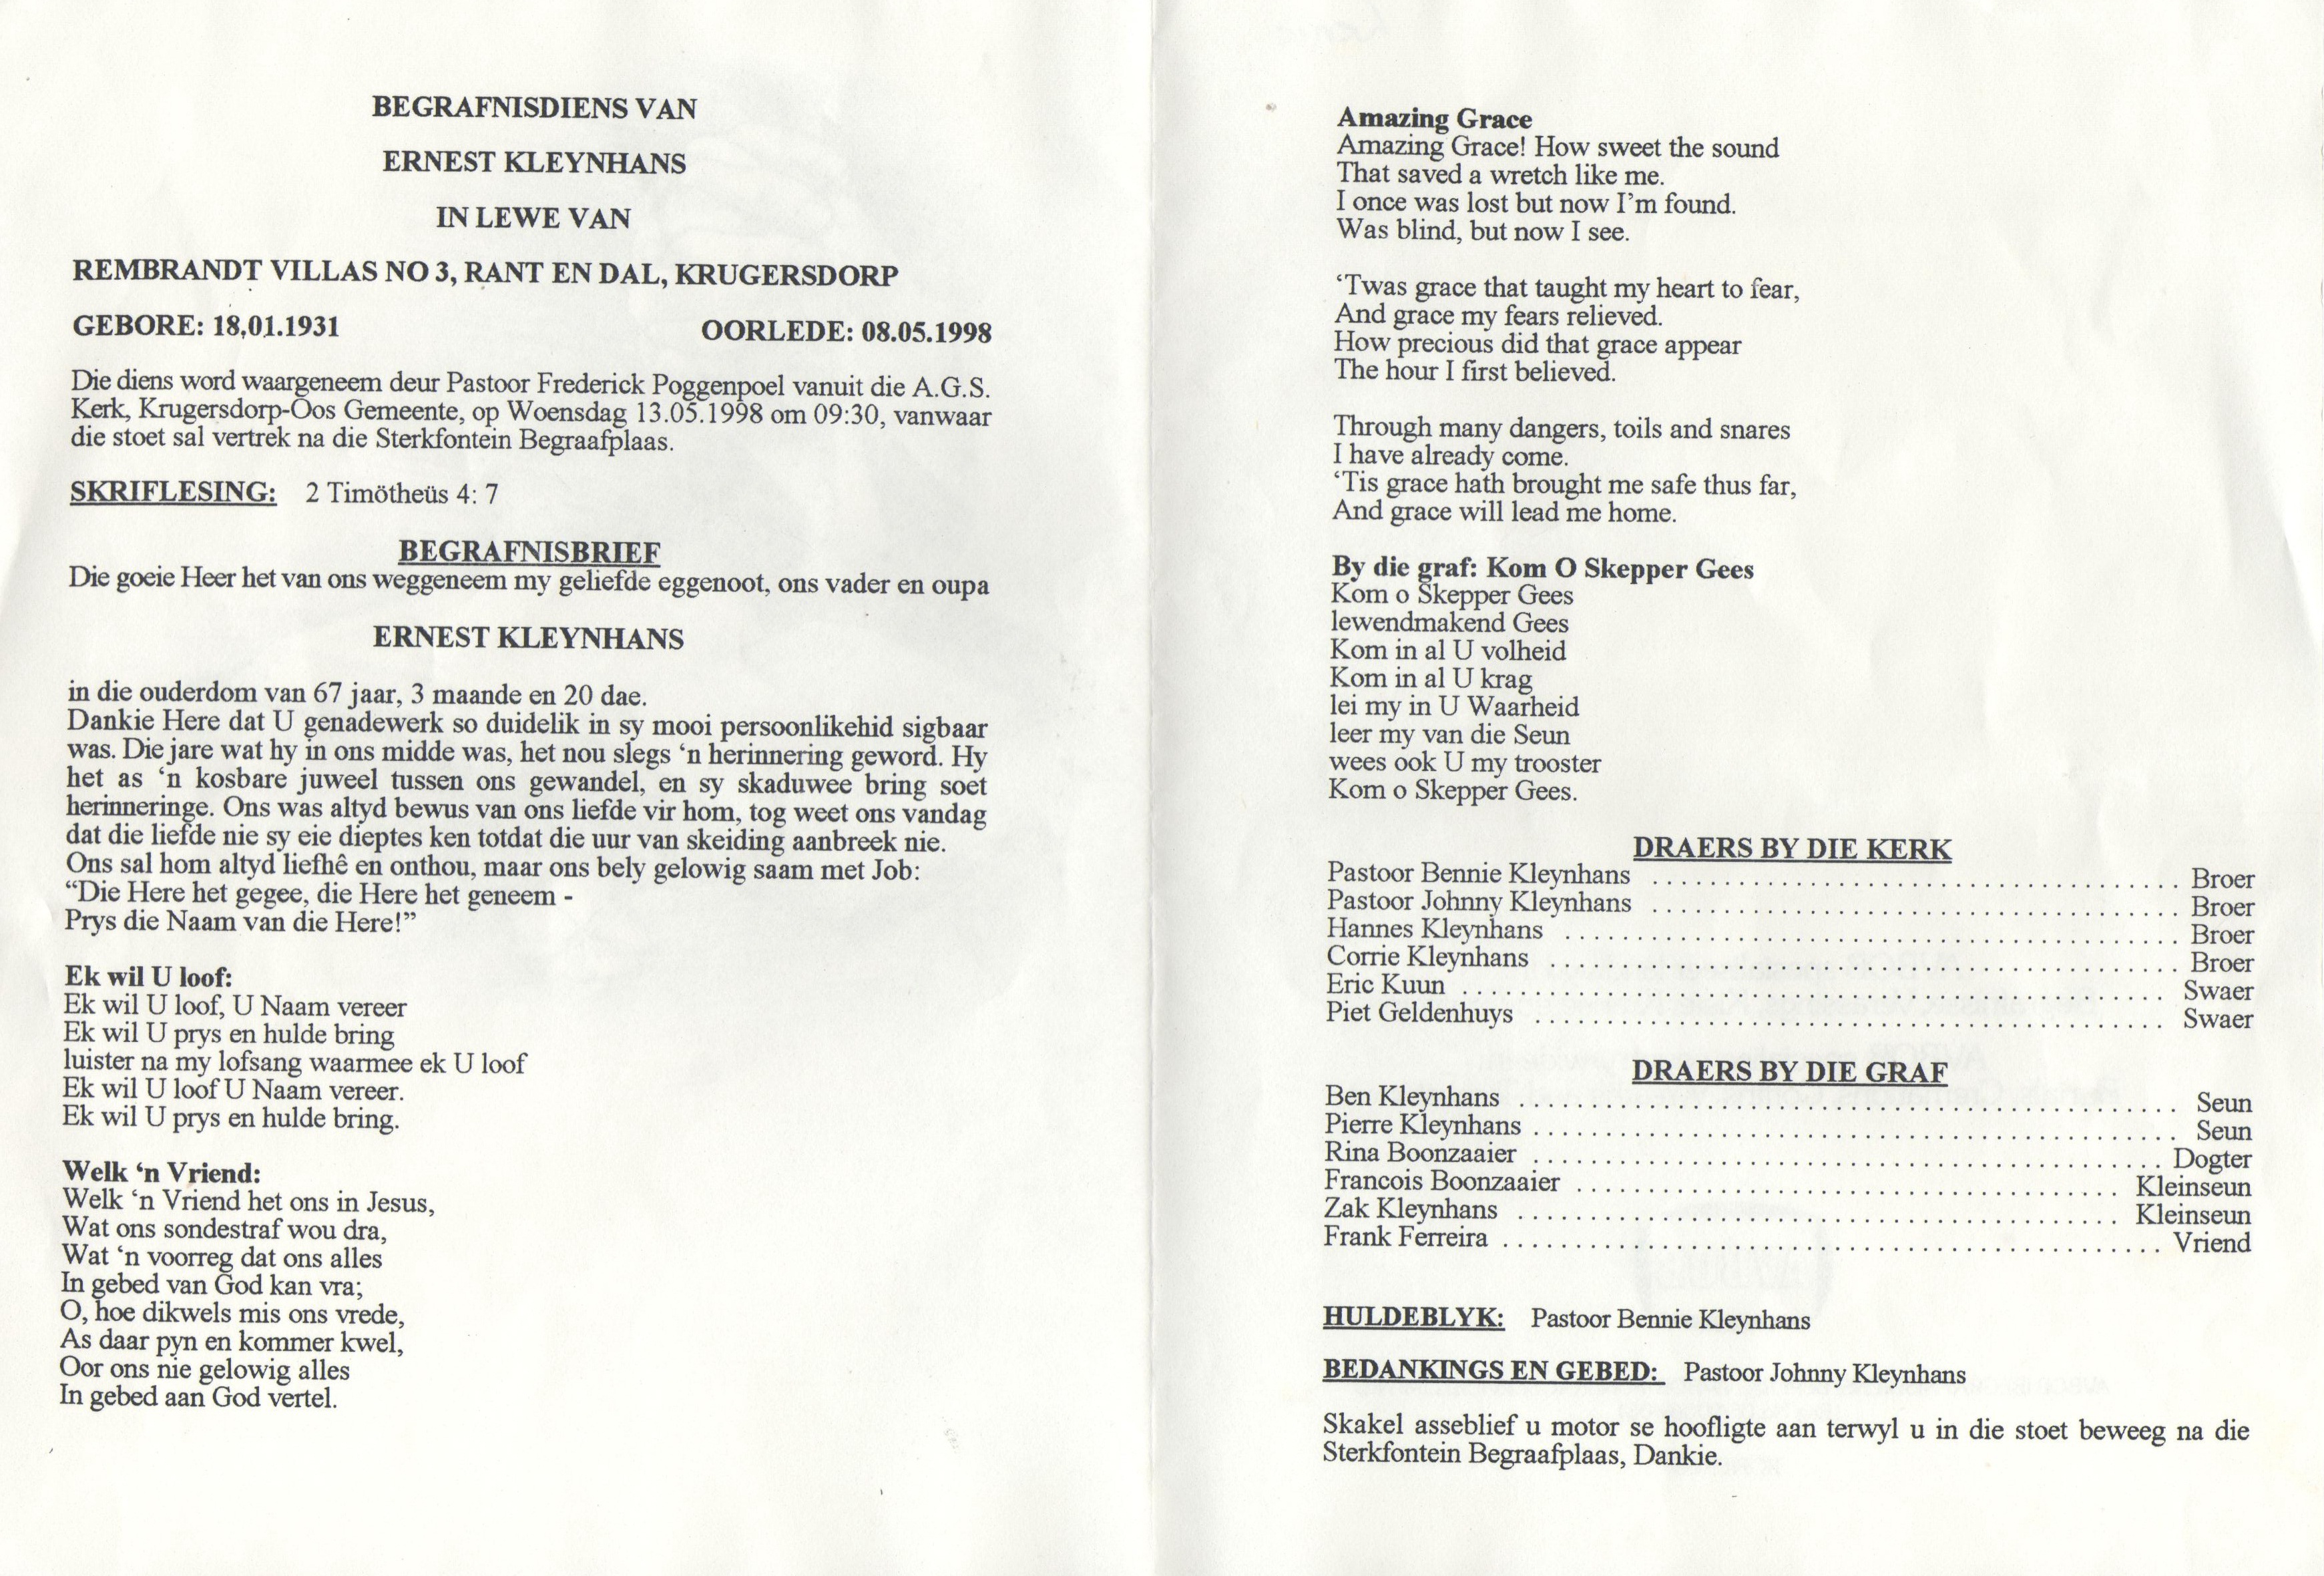 BEGRAFNISDIENS VAN
ERNEST KLEYNHANS
IN LEWE VAN
REMBRANDT VILLAS NO 3, RANT EN DAL, KRUGERSDORP
GEBORE: 18.01.1931 OORLEDE: 08.05.1998
Die diens word waargeneem deur Pastoor Frederick Poggenpoel vanuit die A.G.S.
Kerk, Krugersdorp-Oos Gemeente, op Woensdag 13.05.1998 om 09:30, vanwaar
die stoet sal vertrek na die Sterkfontein Begraafplaas.
SKRIFLESING: 2 Timötheüs 4: 7
BEGRAFNISBRIEF
Die goeie Heer het van ons weggeneem my geliefde eggenoot, ons vader en oupa
ERNEST KLEYNHANS
in die ouderdom van 67 jaar, 3 maande en 20 dae.
Dankie Here dat U genadewerk so duidelik in sy mooi persoonlikehid sigbaar
was. Die jare wat hy in ons midde was, het nou slegs ‘n herinnering geword. Hy
het as ‘n kosbare juweel tussen ons gewandel, en sy skaduwee bring soet
herinneringe. Ons was altyd bewus van ons liefde vir hom, tog weet ons vandag
dat die liefde nie sy eie dieptes ken totdat die uur van skeiding aanbreek nie.
Ons sal hom altyd liefhê en onthou, maar ons bely gelowig saam met Job:
“Die Here het gegee, die Here het geneem -
Prys die Naam van die Here!”
Ek wil U loof:
Ek wil U loof, U Naam vereer
Ek wil U prys en hulde bring
luister na my lofsang waarmee ek U loof
Ek wil U loof U Naam vereer.
Ek wil U prys en hulde bring.
Welk ‘n Vriend:
Welk ‘n Vriend het ons in Jesus,
Wat ons sondestraf wou dra,
Wat ‘n voorreg dat ons alles
In gebed van God kan vra;
O, hoe dikwels mis ons vrede,
As daar pyn en kommer kwel,
Oor ons nie gelowig alles
In gebed aan God vertel.
Amazing Grace
Amazing Grace! How sweet the sound
That saved a wretch like me.
I once was lost but now I’m found.
Was blind, but now I see.
‘Twas grace that taught my heart to fear,
And grace my fears relieved.
How precious did that grace appear
The hour I first believed.
Through many dangers, toils and snares
I have already come.
‘Tis grace hath brought me safe thus far,
And grace will lead me home.
By die graf: Kom O Skepper Gees
Kom o Skepper Gees
lewendmakend Gees
Kom in al U volheid
Kom in al U krag
lei my in U Waarheid
leer my van die Seun
wees ook U my trooster
Kom o Skepper Gees.
DRAERS BY DIE KERK
Pastoor Bennie Kleynhans ........ Broer
Pastoor Johnny Kleynhans ........ Broer
Hannes Kleynhans ........ Broer
Corrie Kleynhans ........ Broer
Eric Kuun ........ Swaer
Piet Geldenhuys ........ Swaer
DRAERS BY DIE GRAF
Ben Kleynhans ........ Seun
Pierre Kleynhans ........ Seun
Rina Boonzaaier ........ Dogter
Francois Boonzaaier ........ Kleinseun
Zak Kleynhans ........ Kleinseun
Frank Ferreira ........ Vriend
HULDEBLYK: Pastoor Bennie Kleynhans
BEDANKINGS EN GEBED: Pastoor Johnny Kleynhans
Skakel asseblief u motor se hoofligte aan terwyl u in die stoet beweeg na die
Sterkfontein Begraafplaas, Dankie.